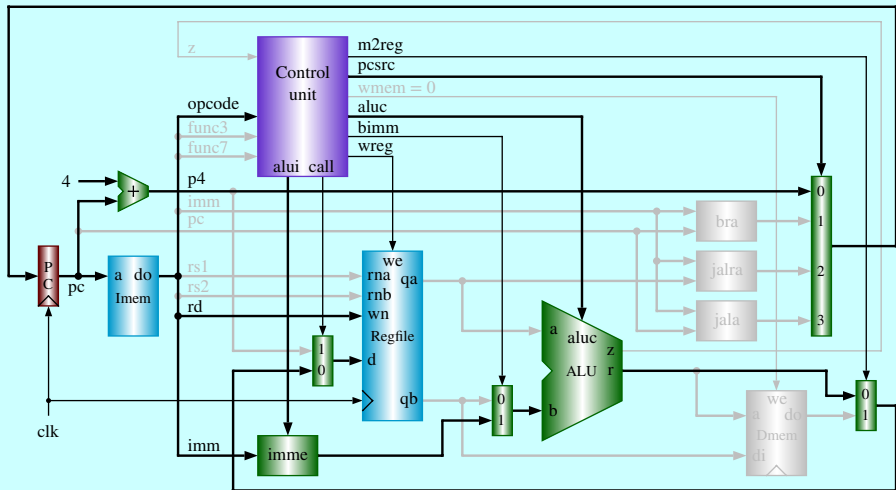 z
Control
unit
m2reg
pcsrc
wmem = 0
opcode
aluc
func3
bimm
func7
wreg
alui call
4
+
p4
0
imm
1
bra
pc
P
C
pc
a do
Imem
rs1
rs2
rd
we
rna
qa
rnb
wn
Regfile
d
qb
1
0
jalra
2
jala
3
a
aluc
z
ALU
r
b
0
1
0
1
we
a
do
Dmem
di
clk
imm
imme